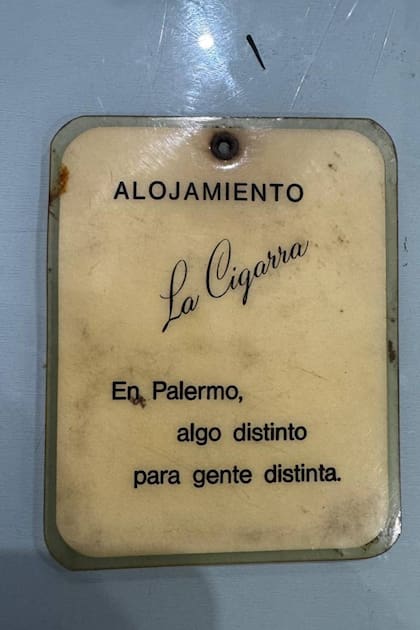 ALOJAMIENTO
La Cigarra
En Palermo,
algo distinto
para gente distinta.